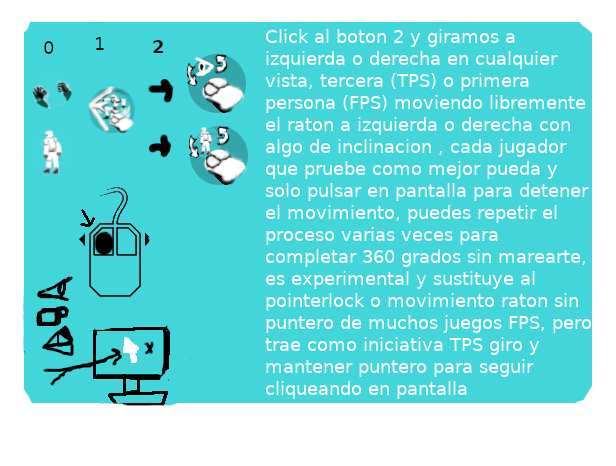 0 1 2
Click al boton 2 y giramos a
izquierda o derecha en cualquier
vista, tercera (TPS) o primera
persona (FPS) moviendo libremente
el raton a izquierda o derecha con
algo de inclinacion , cada jugador
que pruebe como mejor pueda y
solo pulsar en pantalla para detener
el movimiento, puedes repetir el
proceso varias veces para
completar 360 grados sin marearte,
es experimental y sustituye al
pointerlock o movimiento raton sin
puntero de muchos juegos FPS, pero
trae como iniciativa TPS giro y
mantener puntero para seguir
cliqueando en pantalla
x